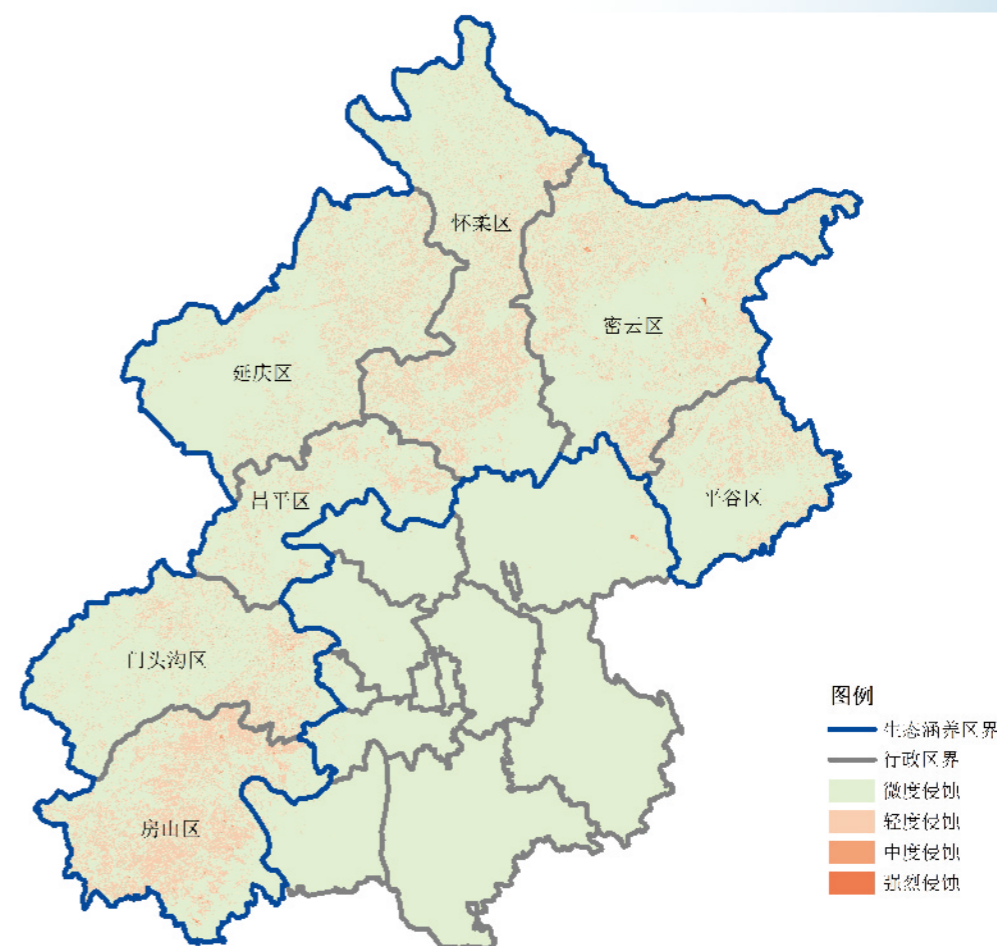 怀柔区
密云区
延庆区
昌平区
平谷区
门头沟区
房山区
图例
生态涵养区界
行政区界
微度侵蚀
轻度侵蚀
中度侵蚀
强烈侵蚀